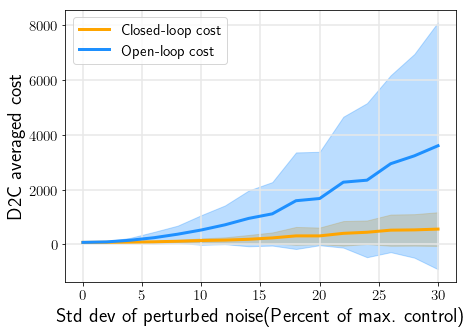 Closed-loop cost
Open-loop cost
D2C averaged cost
8000
6000
4000
2000
0
0 5 10 15 20 25 30
Std dev of perturbed noise(Percent of max. control)